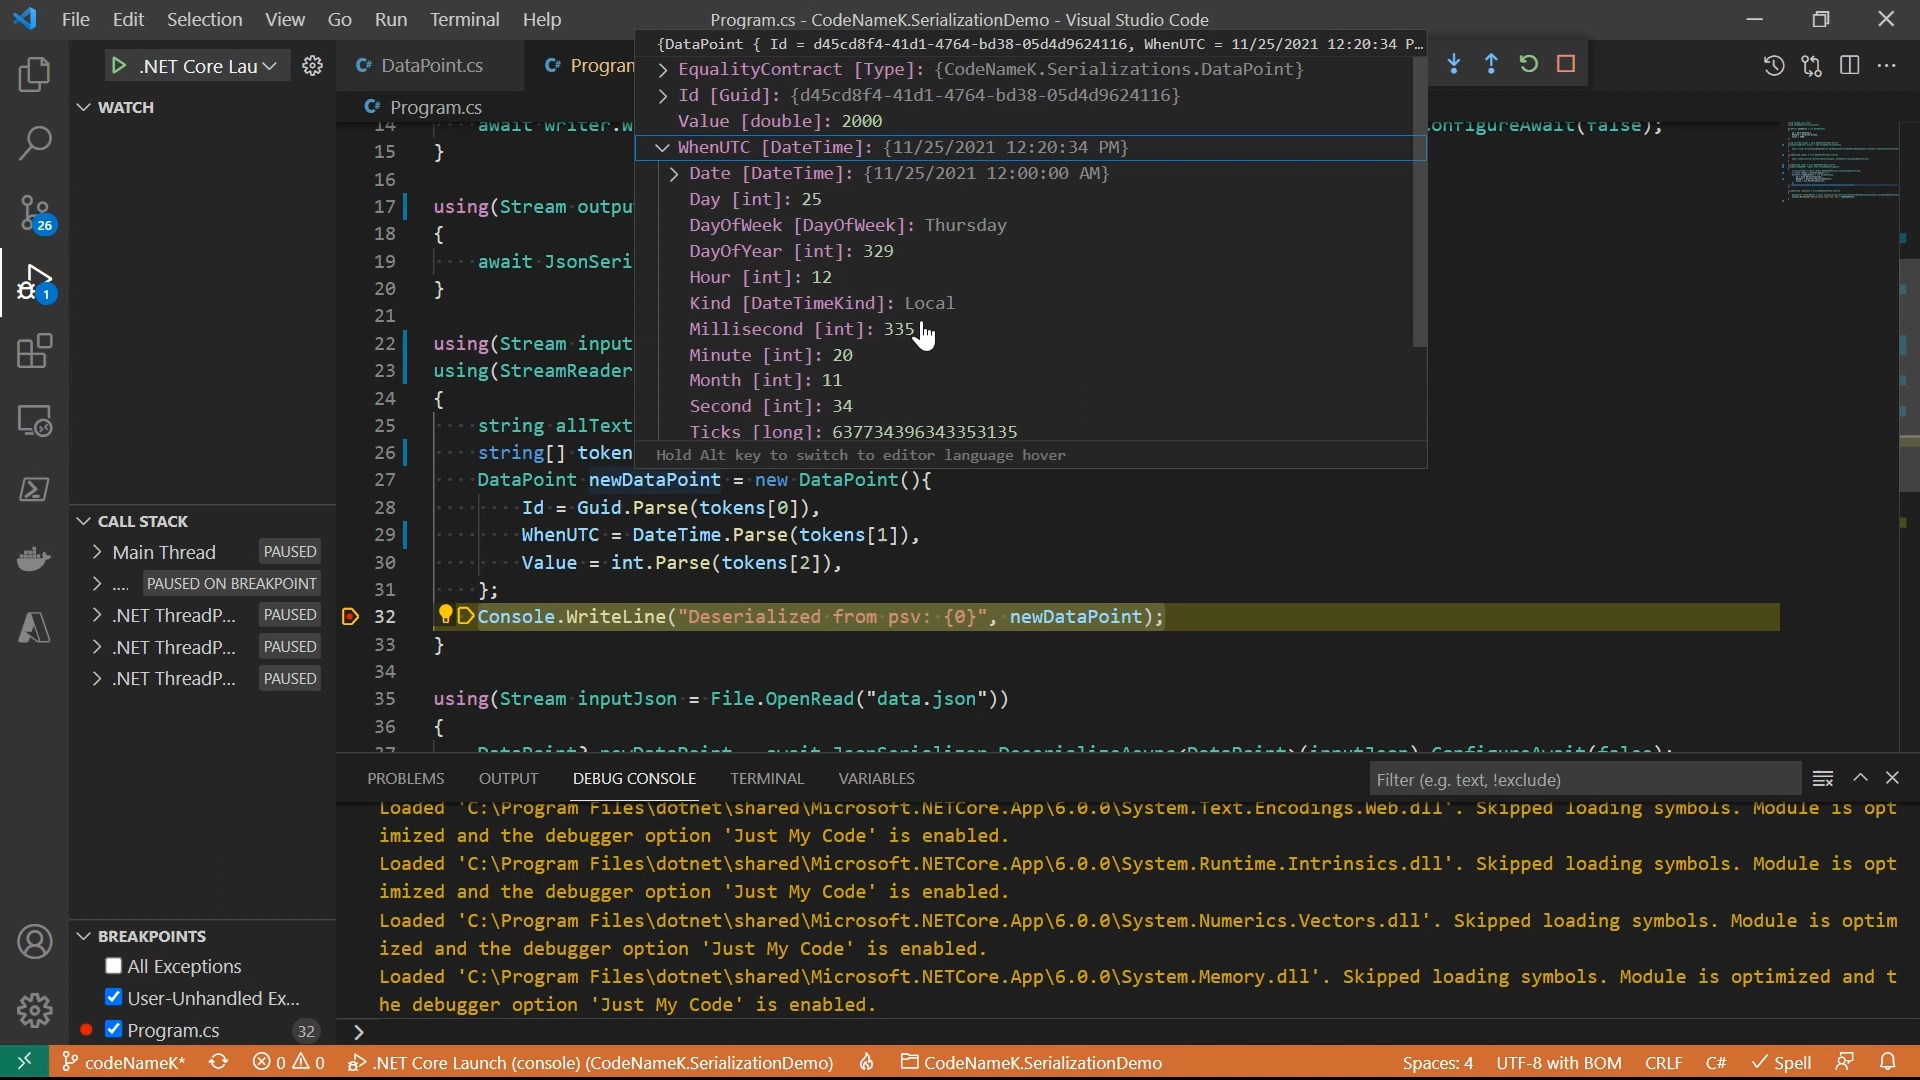 File Edit Selection View Go Run Terminal Help
Program.cs - CodeNameK.SerializationDemo - Visual Studio Code
.NET Core Lau
DataPoint.cs
Program.cs
WATCH
{DataPoint { Id = d45cd8f4-41d1-4764-bd38-05d4d9624116, WhenUTC = 11/25/2021 12:20:34 P…
EqualityContract [Type]: {CodeNameK.Serializations.DataPoint}
Id [Guid]: {d45cd8f4-41d1-4764-bd38-05d4d9624116}
Value [double]: 2000
WhenUTC [DateTime]: {11/25/2021 12:20:34 PM}
Date [DateTime]: {11/25/2021 12:00:00 AM}
Day [int]: 25
DayOfWeek [DayOfWeek]: Thursday
DayOfYear [int]: 329
Hour [int]: 12
Kind [DateTimeKind]: Local
Millisecond [int]: 335
Minute [int]: 20
Month [int]: 11
Second [int]: 34
Ticks [long]: 637734396343353135
Hold Alt key to switch to editor language hover
14 await writer.W onfigureAwait(false);
15 }
16
17 using(Stream outpu
18 {
19 await JsonSeri
20 }
21
22 using(Stream input
23 using(StreamReader
24 {
25 string allText
26 string[] token
27 DataPoint newDataPoint = new DataPoint(){
28 Id = Guid.Parse(tokens[0]),
29 WhenUTC = DateTime.Parse(tokens[1]),
30 Value = int.Parse(tokens[2]),
31 };
32 Console.WriteLine("Deserialized from psv: {0}", newDataPoint);
33 }
34
35 using(Stream inputJson = File.OpenRead("data.json"))
36 {
37 DataPoint? newDataPoint = await JsonSerializer.DeserializeAsync<DataPoint>(inputJson).ConfigureAwait(false);
26
1
CALL STACK
Main Thread PAUSED
.... PAUSED ON BREAKPOINT
.NET ThreadP... PAUSED
.NET ThreadP... PAUSED
.NET ThreadP... PAUSED
BREAKPOINTS
All Exceptions
User-Unhandled Ex...
Program.cs 32
PROBLEMS OUTPUT DEBUG CONSOLE TERMINAL VARIABLES
Filter (e.g. text, !exclude)
Loaded 'C:\Program Files\dotnet\shared\Microsoft.NETCore.App\6.0.0\System.Text.Encodings.Web.dll'. Skipped loading symbols. Module is opt
imized and the debugger option 'Just My Code' is enabled.
Loaded 'C:\Program Files\dotnet\shared\Microsoft.NETCore.App\6.0.0\System.Runtime.Intrinsics.dll'. Skipped loading symbols. Module is opt
imized and the debugger option 'Just My Code' is enabled.
Loaded 'C:\Program Files\dotnet\shared\Microsoft.NETCore.App\6.0.0\System.Numerics.Vectors.dll'. Skipped loading symbols. Module is optim
ized and the debugger option 'Just My Code' is enabled.
Loaded 'C:\Program Files\dotnet\shared\Microsoft.NETCore.App\6.0.0\System.Memory.dll'. Skipped loading symbols. Module is optimized and t
he debugger option 'Just My Code' is enabled.
codeNameK* 0 0 .NET Core Launch (console) (CodeNameK.SerializationDemo) CodeNameK.SerializationDemo Spaces: 4 UTF-8 with BOM CRLF C# Spell